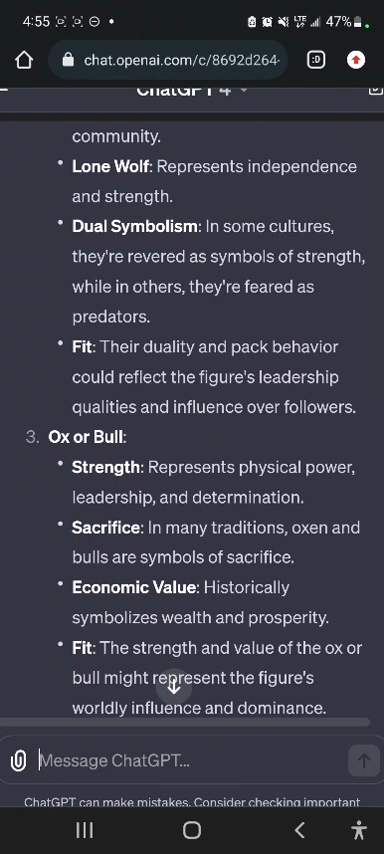 4:55
LTE 47%
chat.openai.com/c/8692d264- :D
ChatGPT 4
community.
• Lone Wolf: Represents independence
and strength.
• Dual Symbolism: In some cultures,
they're revered as symbols of strength,
while in others, they're feared as
predators.
• Fit: Their duality and pack behavior
could reflect the figure's leadership
qualities and influence over followers.
3. Ox or Bull:
• Strength: Represents physical power,
leadership, and determination.
• Sacrifice: In many traditions, oxen and
bulls are symbols of sacrifice.
• Economic Value: Historically
symbolizes wealth and prosperity.
• Fit: The strength and value of the ox or
bull might represent the figure's
worldly influence and dominance.
Message ChatGPT...
ChatGPT can make mistakes. Consider checking important